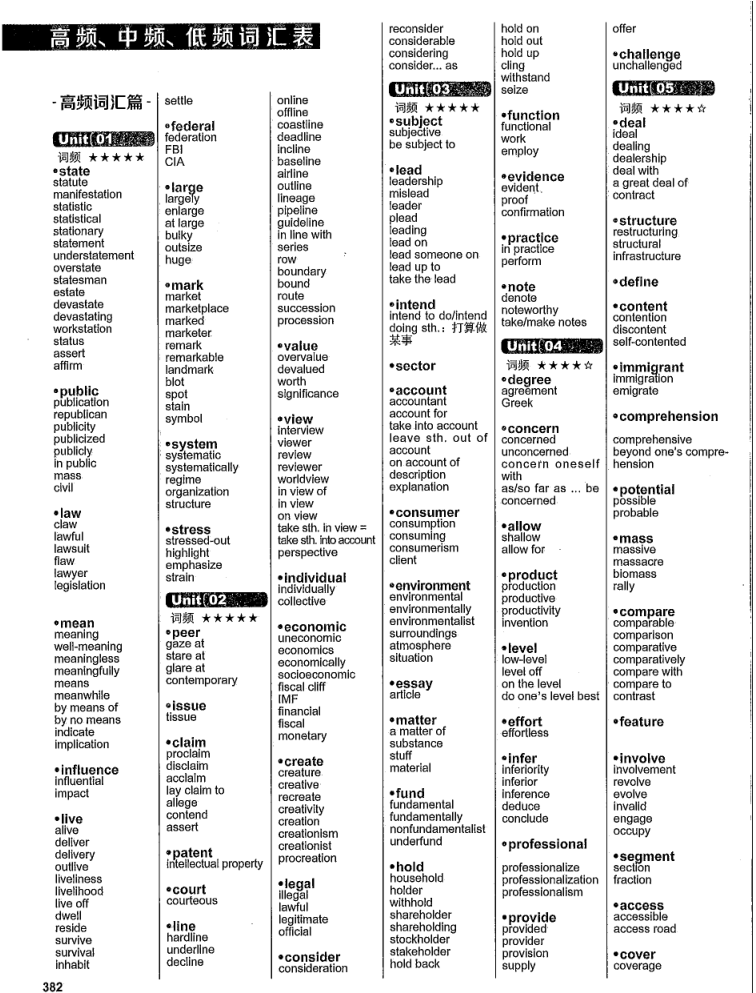 高频、中频、低频词汇表
-高频词汇篇-
Unit 01
词频 ★★★★★
•state
statute
manifestation
statistic
statistical
stationary
statement
understatement
overstate
statesman
estate
devastate
devastating
workstation
status
assert
affirm
•public
publication
republican
publicity
publicized
publicly
in public
mass
civil
•law
claw
lawful
lawsuit
flaw
lawyer
legislation
•mean
meaning
well-meaning
meaningless
meaningfully
means
meanwhile
by means of
by no means
indicate
implication
•influence
influential
impact
•live
alive
deliver
delivery
outlive
liveliness
livelihood
live off
dwell
reside
survive
survival
inhabit
settle
•federal
federation
FBI
CIA
•large
largely
enlarge
at large
bulky
outsize
huge
•mark
market
marketplace
marked
marketer
remark
remarkable
landmark
blot
spot
stain
symbol
•system
systematic
systematically
regime
organization
structure
•stress
stressed-out
highlight
emphasize
strain
Unit 02
词频 ★★★★★
•peer
gaze at
stare at
glare at
contemporary
•issue
tissue
•claim
proclaim
disclaim
acclaim
lay claim to
allege
contend
assert
•patent
intellectual property
•court
courteous
•line
hardline
underline
decline
online
offline
coastline
deadline
incline
baseline
airline
outline
lineage
pipeline
guideline
in line with
series
row
boundary
bound
route
succession
procession
•value
overvalue
devalued
worth
significance
•view
interview
viewer
review
reviewer
worldview
in view of
in view
on view
take sth. in view =
take sth. into account
perspective
•individual
individually
collective
•economic
uneconomic
economics
economically
socioeconomic
fiscal cliff
IMF
financial
fiscal
monetary
•create
creature
creative
recreate
creativity
creation
creationism
creationist
procreation
•legal
illegal
lawful
legitimate
official
•consider
consideration
reconsider
considerable
considering
consider... as
Unit 03
词频 ★★★★★
•subject
subjective
be subject to
•lead
leadership
mislead
leader
plead
leading
lead on
lead someone on
lead up to
take the lead
•intend
intend to do/intend
doing sth.：打算做
某事
•sector
•account
accountant
account for
take into account
leave sth. out of
account
on account of
description
explanation
•consumer
consumption
consuming
consumerism
client
•environment
environmental
environmentally
environmentalist
surroundings
atmosphere
situation
•essay
article
•matter
a matter of
substance
stuff
material
•fund
fundamental
fundamentally
nonfundamentalist
underfund
•hold
household
holder
withhold
shareholder
shareholding
stockholder
stakeholder
hold back
hold on
hold out
hold up
cling
withstand
seize
•function
functional
work
employ
•evidence
evident
proof
confirmation
•practice
in practice
perform
•note
denote
noteworthy
take/make notes
Unit 04
词频 ★★★★☆
•degree
agreement
Greek
•concern
concerned
unconcerned
concern oneself
with
as/so far as ... be
concerned
•allow
shallow
allow for
•product
production
productive
productivity
invention
•level
low-level
level off
on the level
do one's level best
•effort
effortless
•infer
inferiority
inferior
inference
deduce
conclude
•professional
professionalize
professionalization
professionalism
•provide
provided
provider
provision
supply
offer
•challenge
unchallenged
Unit 05
词频 ★★★★☆
•deal
ideal
dealing
dealership
deal with
a great deal of
contract
•structure
restructuring
structural
infrastructure
•define
•content
contention
discontent
self-contented
•immigrant
immigration
emigrate
•comprehension
comprehensive
beyond one's compre-
hension
•potential
possible
probable
•mass
massive
massacre
biomass
rally
•compare
comparable
comparison
comparative
comparatively
compare with
compare to
contrast
•feature
•involve
involvement
revolve
evolve
invalid
engage
occupy
•segment
section
fraction
•access
accessible
access road
•cover
coverage
382